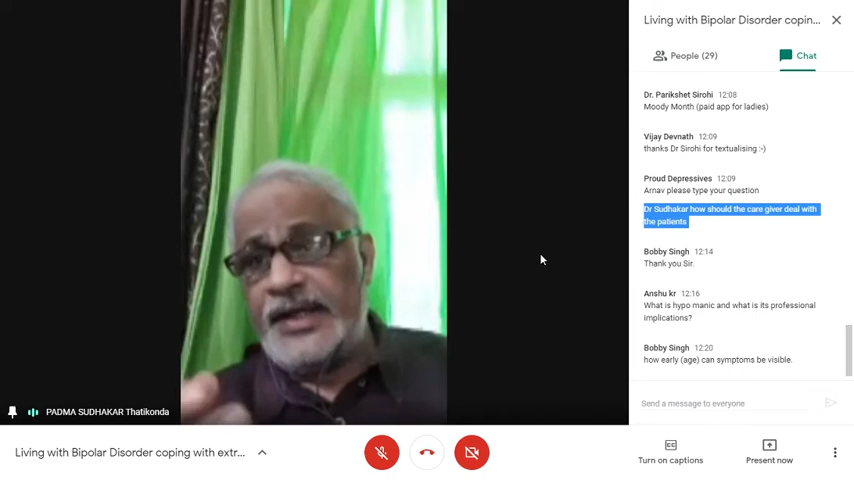 Living with Bipolar Disorder copin...
People (29)
Chat
Dr. Parikshet Sirohi 12:08
Moody Month (paid app for ladies)
Vijay Devnath 12:09
thanks Dr Sirohi for textualising :-)
Proud Depressives 12:09
Arnav please type your question
Dr Sudhakar how should the care giver deal with
the patients
Bobby Singh 12:14
Thank you Sir.
Anshu kr 12:16
What is hypo manic and what is its professional
implications?
Bobby Singh 12:20
how early (age) can symptoms be visible.
Send a message to everyone
PADMA SUDHAKAR Thatikonda
Living with Bipolar Disorder coping with extr...
Turn on captions
Present now